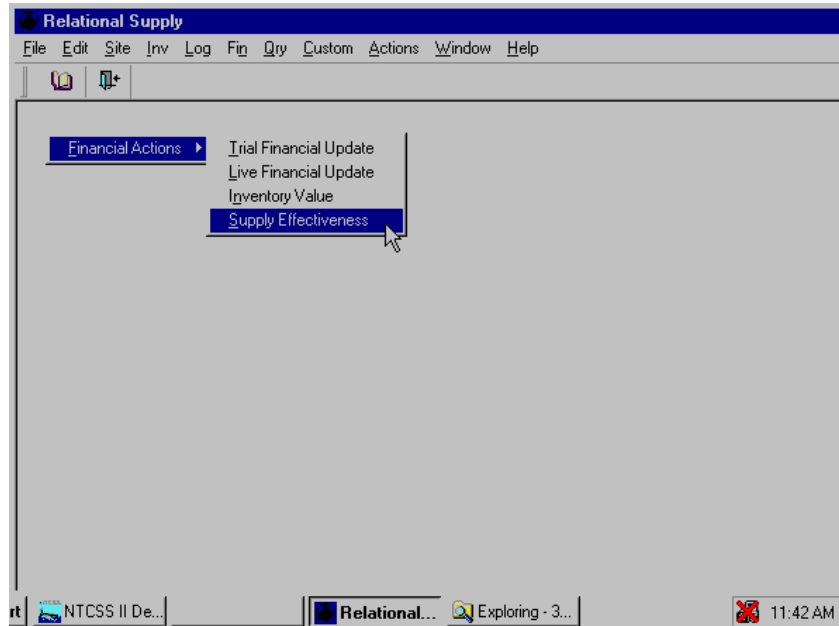 Relational Supply
File Edit Site Inv Log Fin Qry Custom Actions Window Help
Financial Actions
Trial Financial Update
Live Financial Update
Inventory Value
Supply Effectiveness
rt NTCSS II De... Relational... Exploring - 3... 11:42 AM